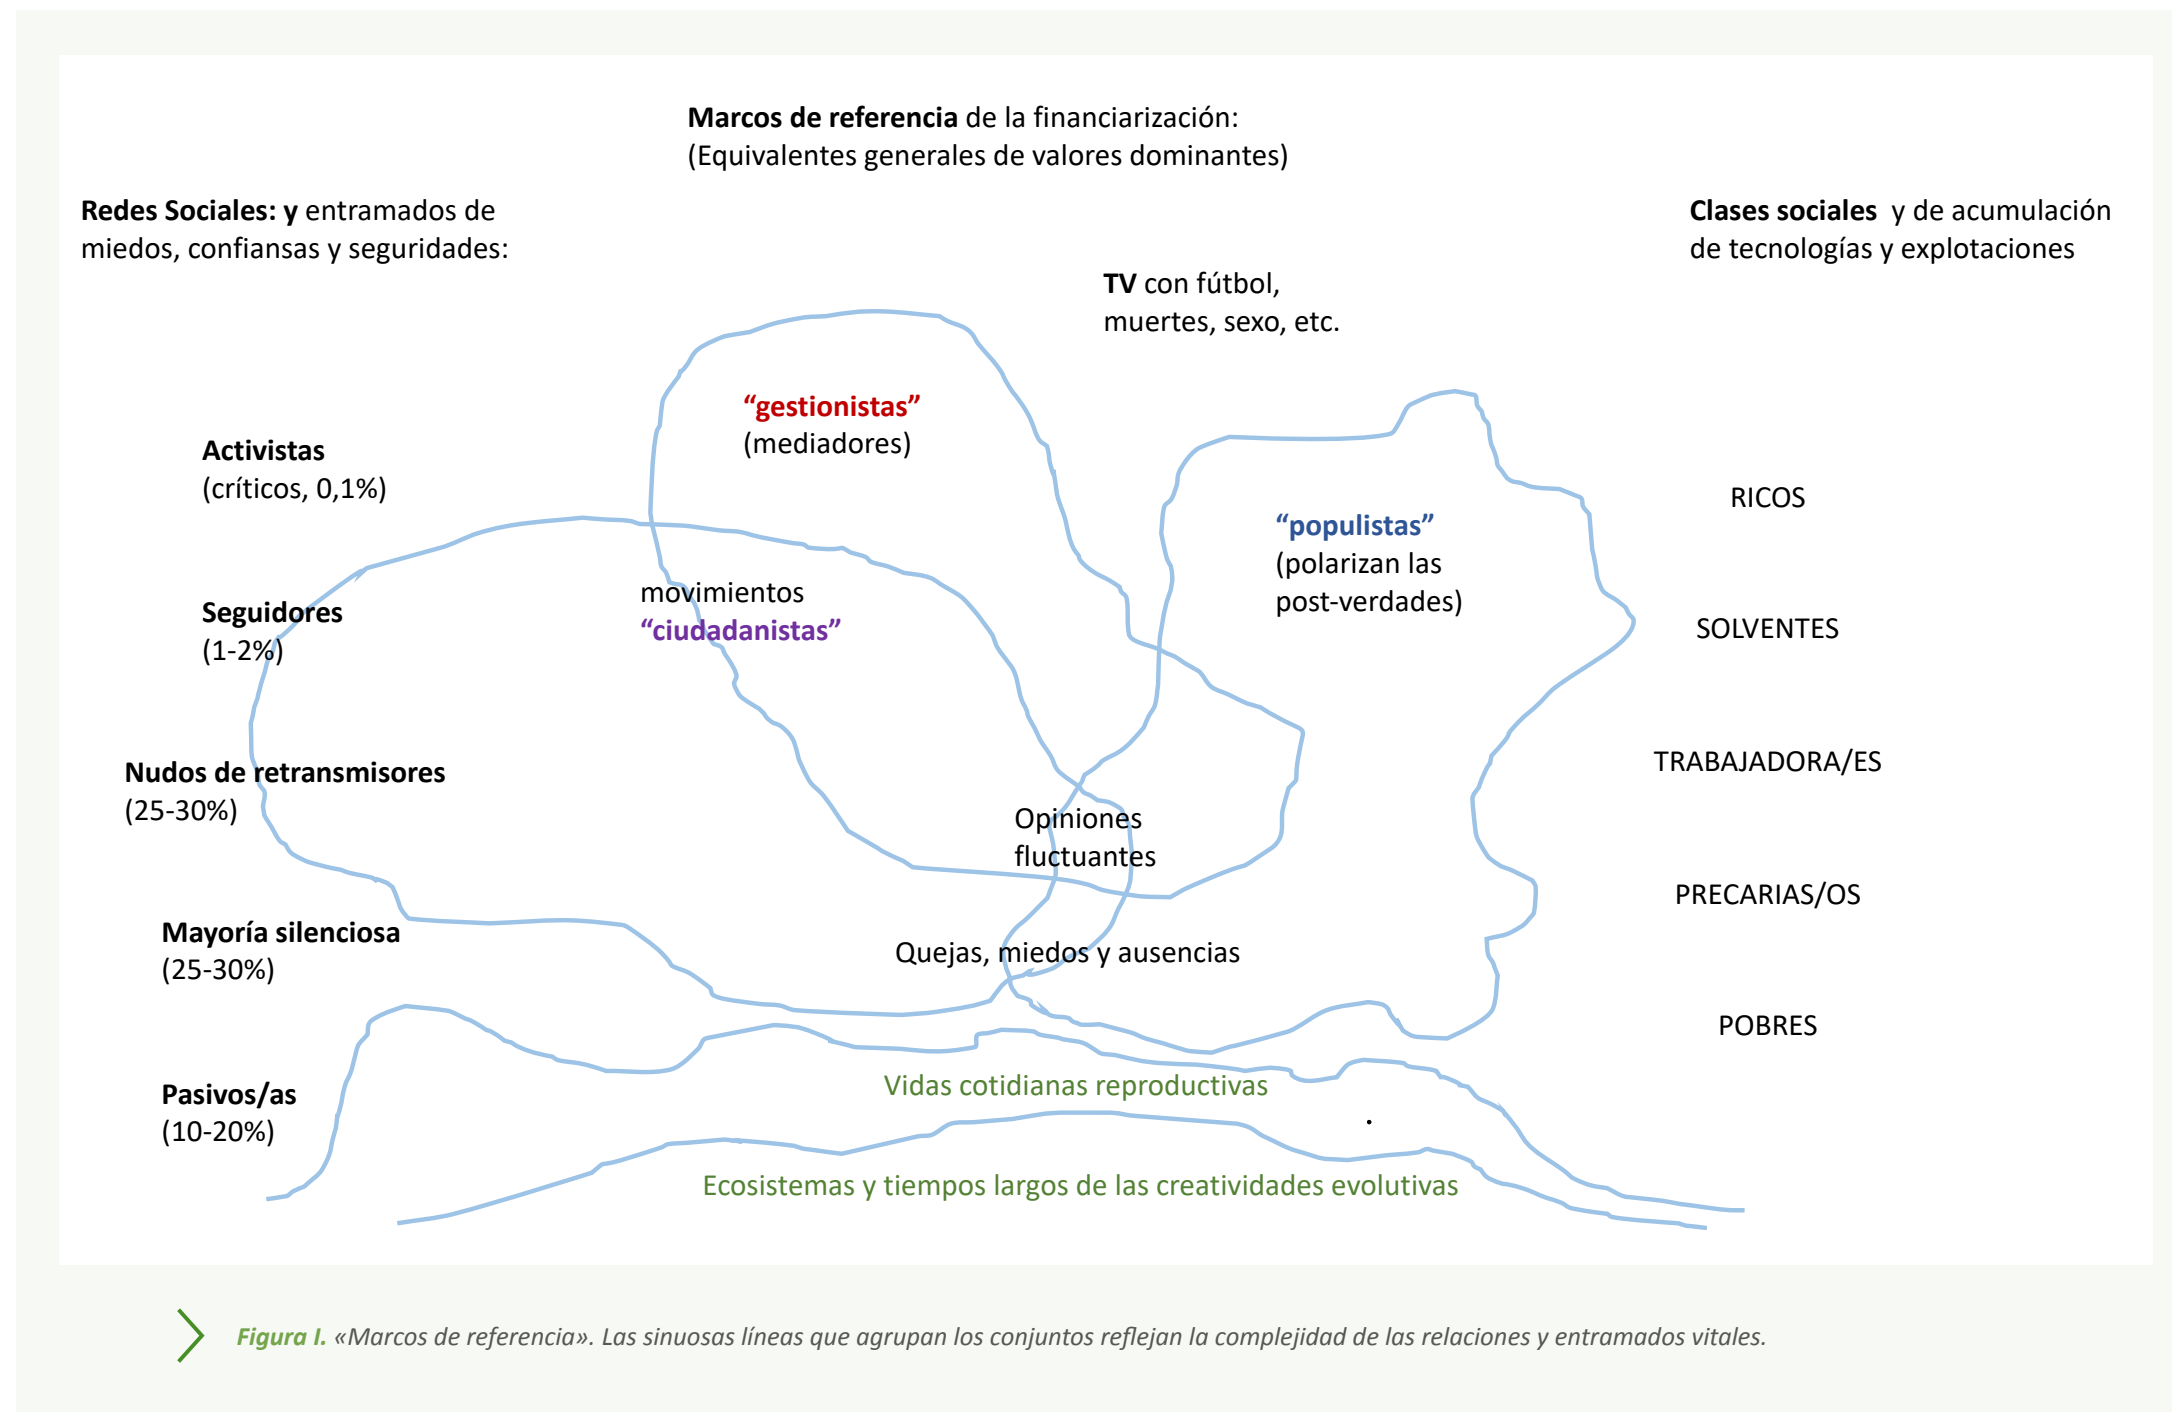 Marcos de referencia de la financiarización:
(Equivalentes generales de valores dominantes)
Redes Sociales: y entramados de
miedos, confiansas y seguridades:
Clases sociales y de acumulación
de tecnologías y explotaciones
TV con fútbol,
muertes, sexo, etc.
“gestionistas”
(mediadores)
Activistas
(críticos, 0,1%)
RICOS
“populistas”
(polarizan las
post-verdades)
movimientos
“ciudadanistas”
Seguidores
(1-2%)
SOLVENTES
Nudos de retransmisores
(25-30%)
TRABAJADORA/ES
Opiniones
fluctuantes
PRECARIAS/OS
Mayoría silenciosa
(25-30%)
Quejas, miedos y ausencias
POBRES
Vidas cotidianas reproductivas
Pasivos/as
(10-20%)
.
Ecosistemas y tiempos largos de las creatividades evolutivas
Figura I. «Marcos de referencia». Las sinuosas líneas que agrupan los conjuntos reflejan la complejidad de las relaciones y entramados vitales.